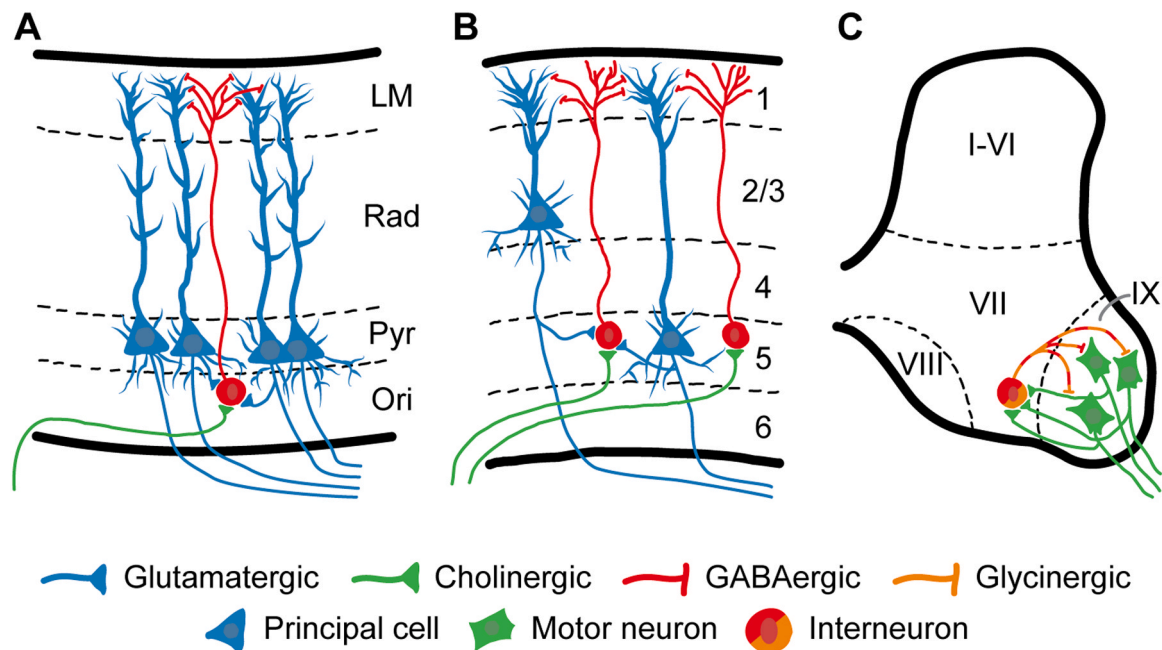 A
LM
Rad
Pyr
Ori
B
1
2/3
4
5
6
C
I-VI
VII
IX
VIII
Glutamatergic Cholinergic GABAergic Glycinergic
Principal cell Motor neuron Interneuron